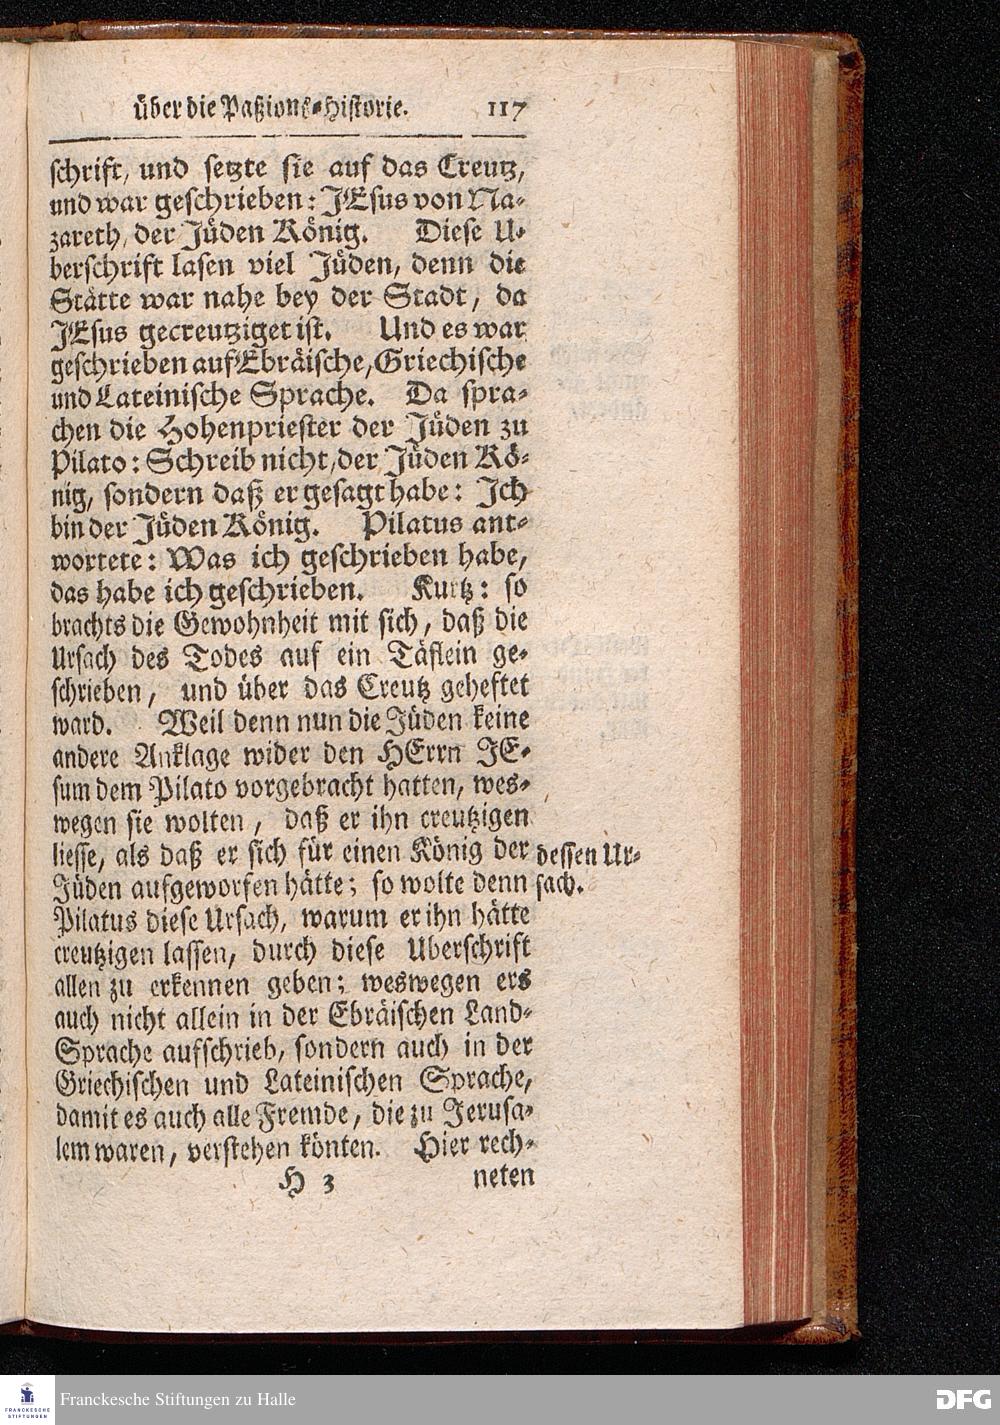 über die Paßions-Historie. 117
schrift, und setzte sie auf das Creutz,
und war geschrieben: JEsus von Na-
zareth, der Jüden König. Diese U-
berschrift lasen viel Jüden, denn die
Stätte war nahe bey der Stadt, da
JEsus gecreutziget ist. Und es war
geschrieben auf Ebräische, Griechische
und Lateinische Sprache. Da spra-
chen die Hohenpriester der Jüden zu
Pilato: Schreib nicht, der Jüden Kö-
nig, sondern daß er gesagt habe: Ich
bin der Jüden König. Pilatus ant-
wortete: Was ich geschrieben habe,
das habe ich geschrieben. Kurtz: so
brachts die Gewohnheit mit sich, daß die
Ursach des Todes auf ein Täflein ge-
schrieben, und über das Creutz geheftet
ward. Weil denn nun die Jüden keine
andere Anklage wider den HErrn JE-
sum dem Pilato vorgebracht hatten, wes-
wegen sie wolten, daß er ihn creutzigen
liesse, als daß er sich für einen König der
Jüden aufgeworfen hätte; so wolte denn
dessen Ur-
sach.
Pilatus diese Ursach, warum er ihn hätte
creutzigen lassen, durch diese Uberschrift
allen zu erkennen geben; weswegen ers
auch nicht allein in der Ebräischen Land-
Sprache aufschrieb, sondern auch in der
Griechischen und Lateinischen Sprache,
damit es auch alle Fremde, die zu Jerusa-
lem waren, verstehen könten. Hier rech-
H 3 neten
FRANCKESCHE
STIFTUNGEN
Franckesche Stiftungen zu Halle
DFG